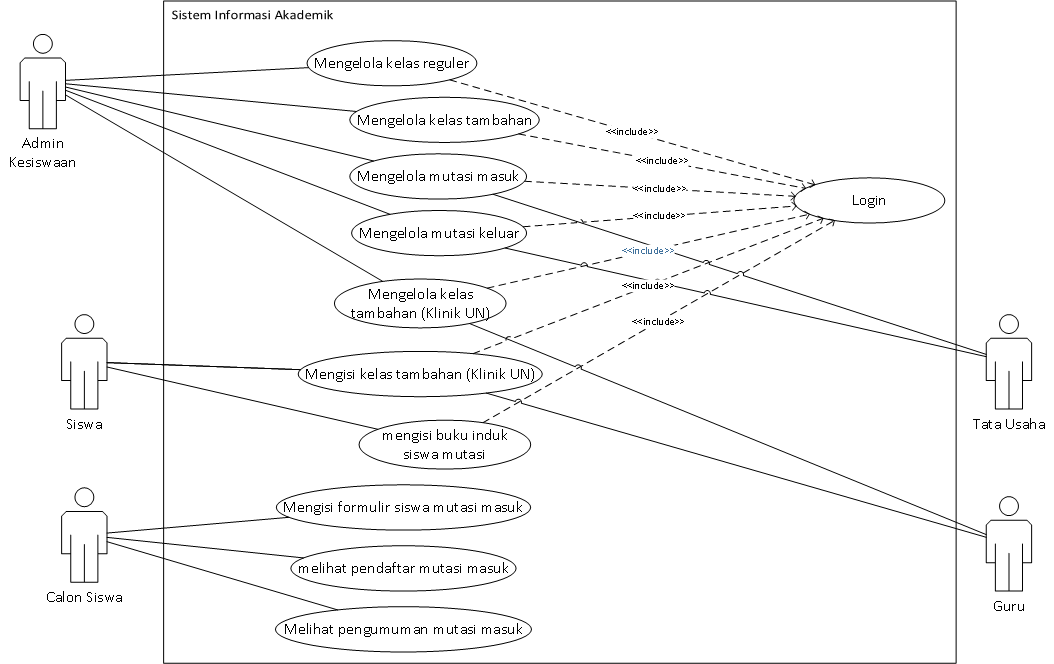 Sistem Informasi Akademik
Admin
Kesiswaan
Mengelola kelas reguler
Mengelola kelas tambahan
Mengelola mutasi masuk
Mengelola mutasi keluar
Mengelola kelas
tambahan (Klinik UN)
Mengisi kelas tambahan (Klinik UN)
mengisi buku induk
siswa mutasi
Mengisi formulir siswa mutasi masuk
melihat pendaftar mutasi masuk
Melihat pengumuman mutasi masuk
<<include>>
<<include>>
<<include>>
<<include>>
<<include>>
<<include>>
<<include>>
Login
Siswa
Calon Siswa
Tata Usaha
Guru